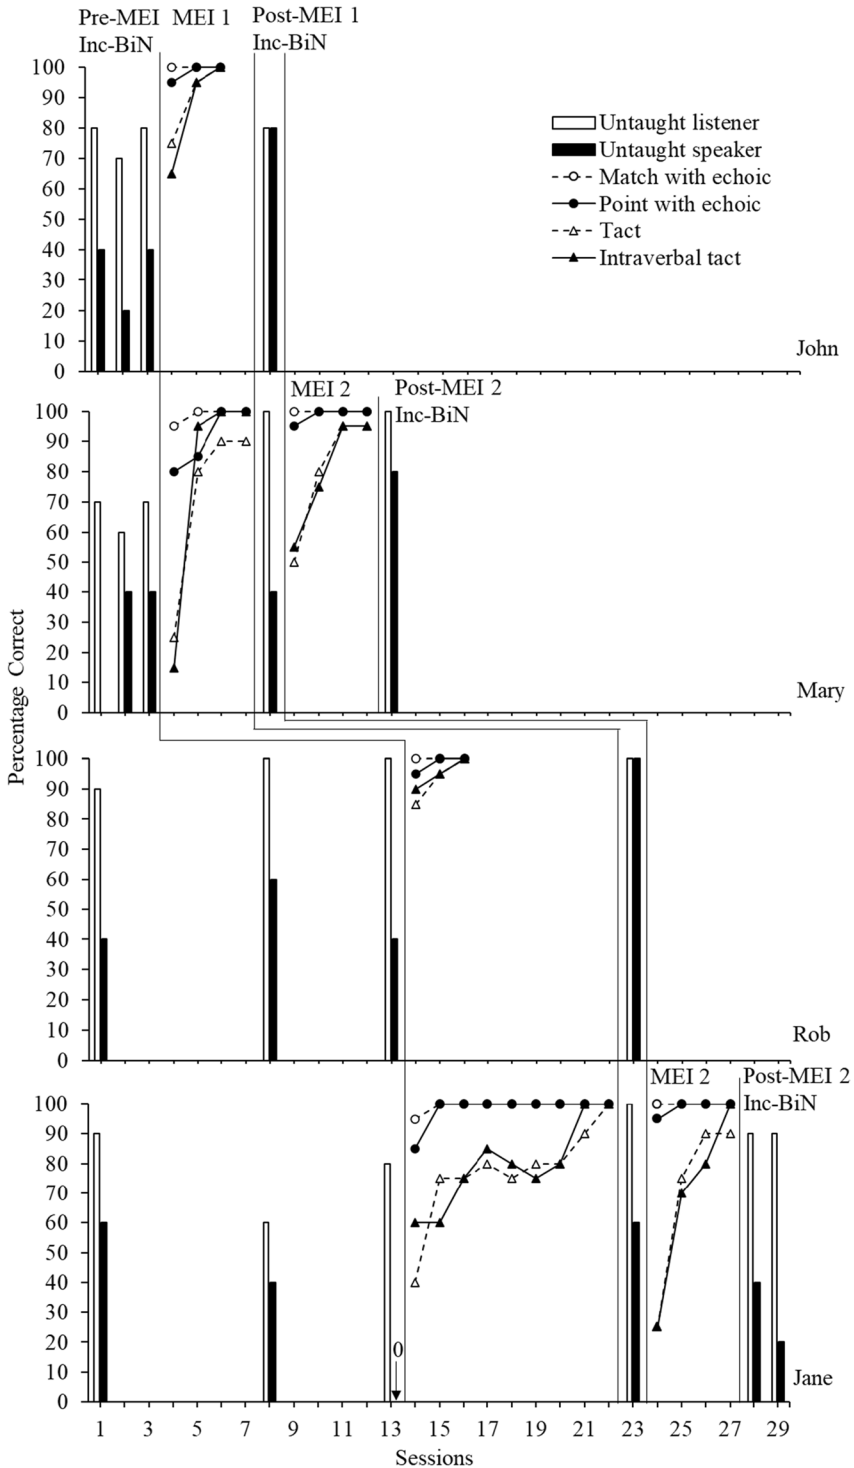 Pre-MEI MEI 1 Post-MEI 1
Inc-BiN Inc-BiN
100
90
80
70
60
50
40
30
20
10
0
Untaught listener
Untaught speaker
Match with echoic
Point with echoic
Tact
Intraverbal tact
John
MEI 2 Post-MEI 2
Inc-BiN
100
90
80
70
60
50
40
30
20
10
0
Mary
Percentage Correct
100
90
80
70
60
50
40
30
20
10
0
Rob
MEI 2 Post-MEI 2
Inc-BiN
100
90
80
70
60
50
40
30
20
10
0
0
Jane
1 3 5 7 9 11 13 15 17 19 21 23 25 27 29
Sessions